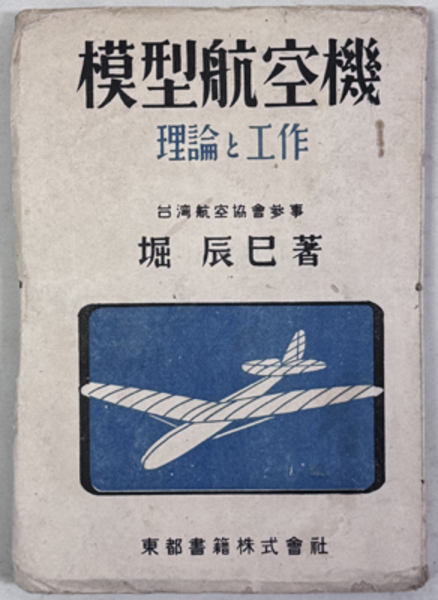 模型航空機
理論と工作
台湾航空協會參事
堀 辰巳著
東都書籍株式會社